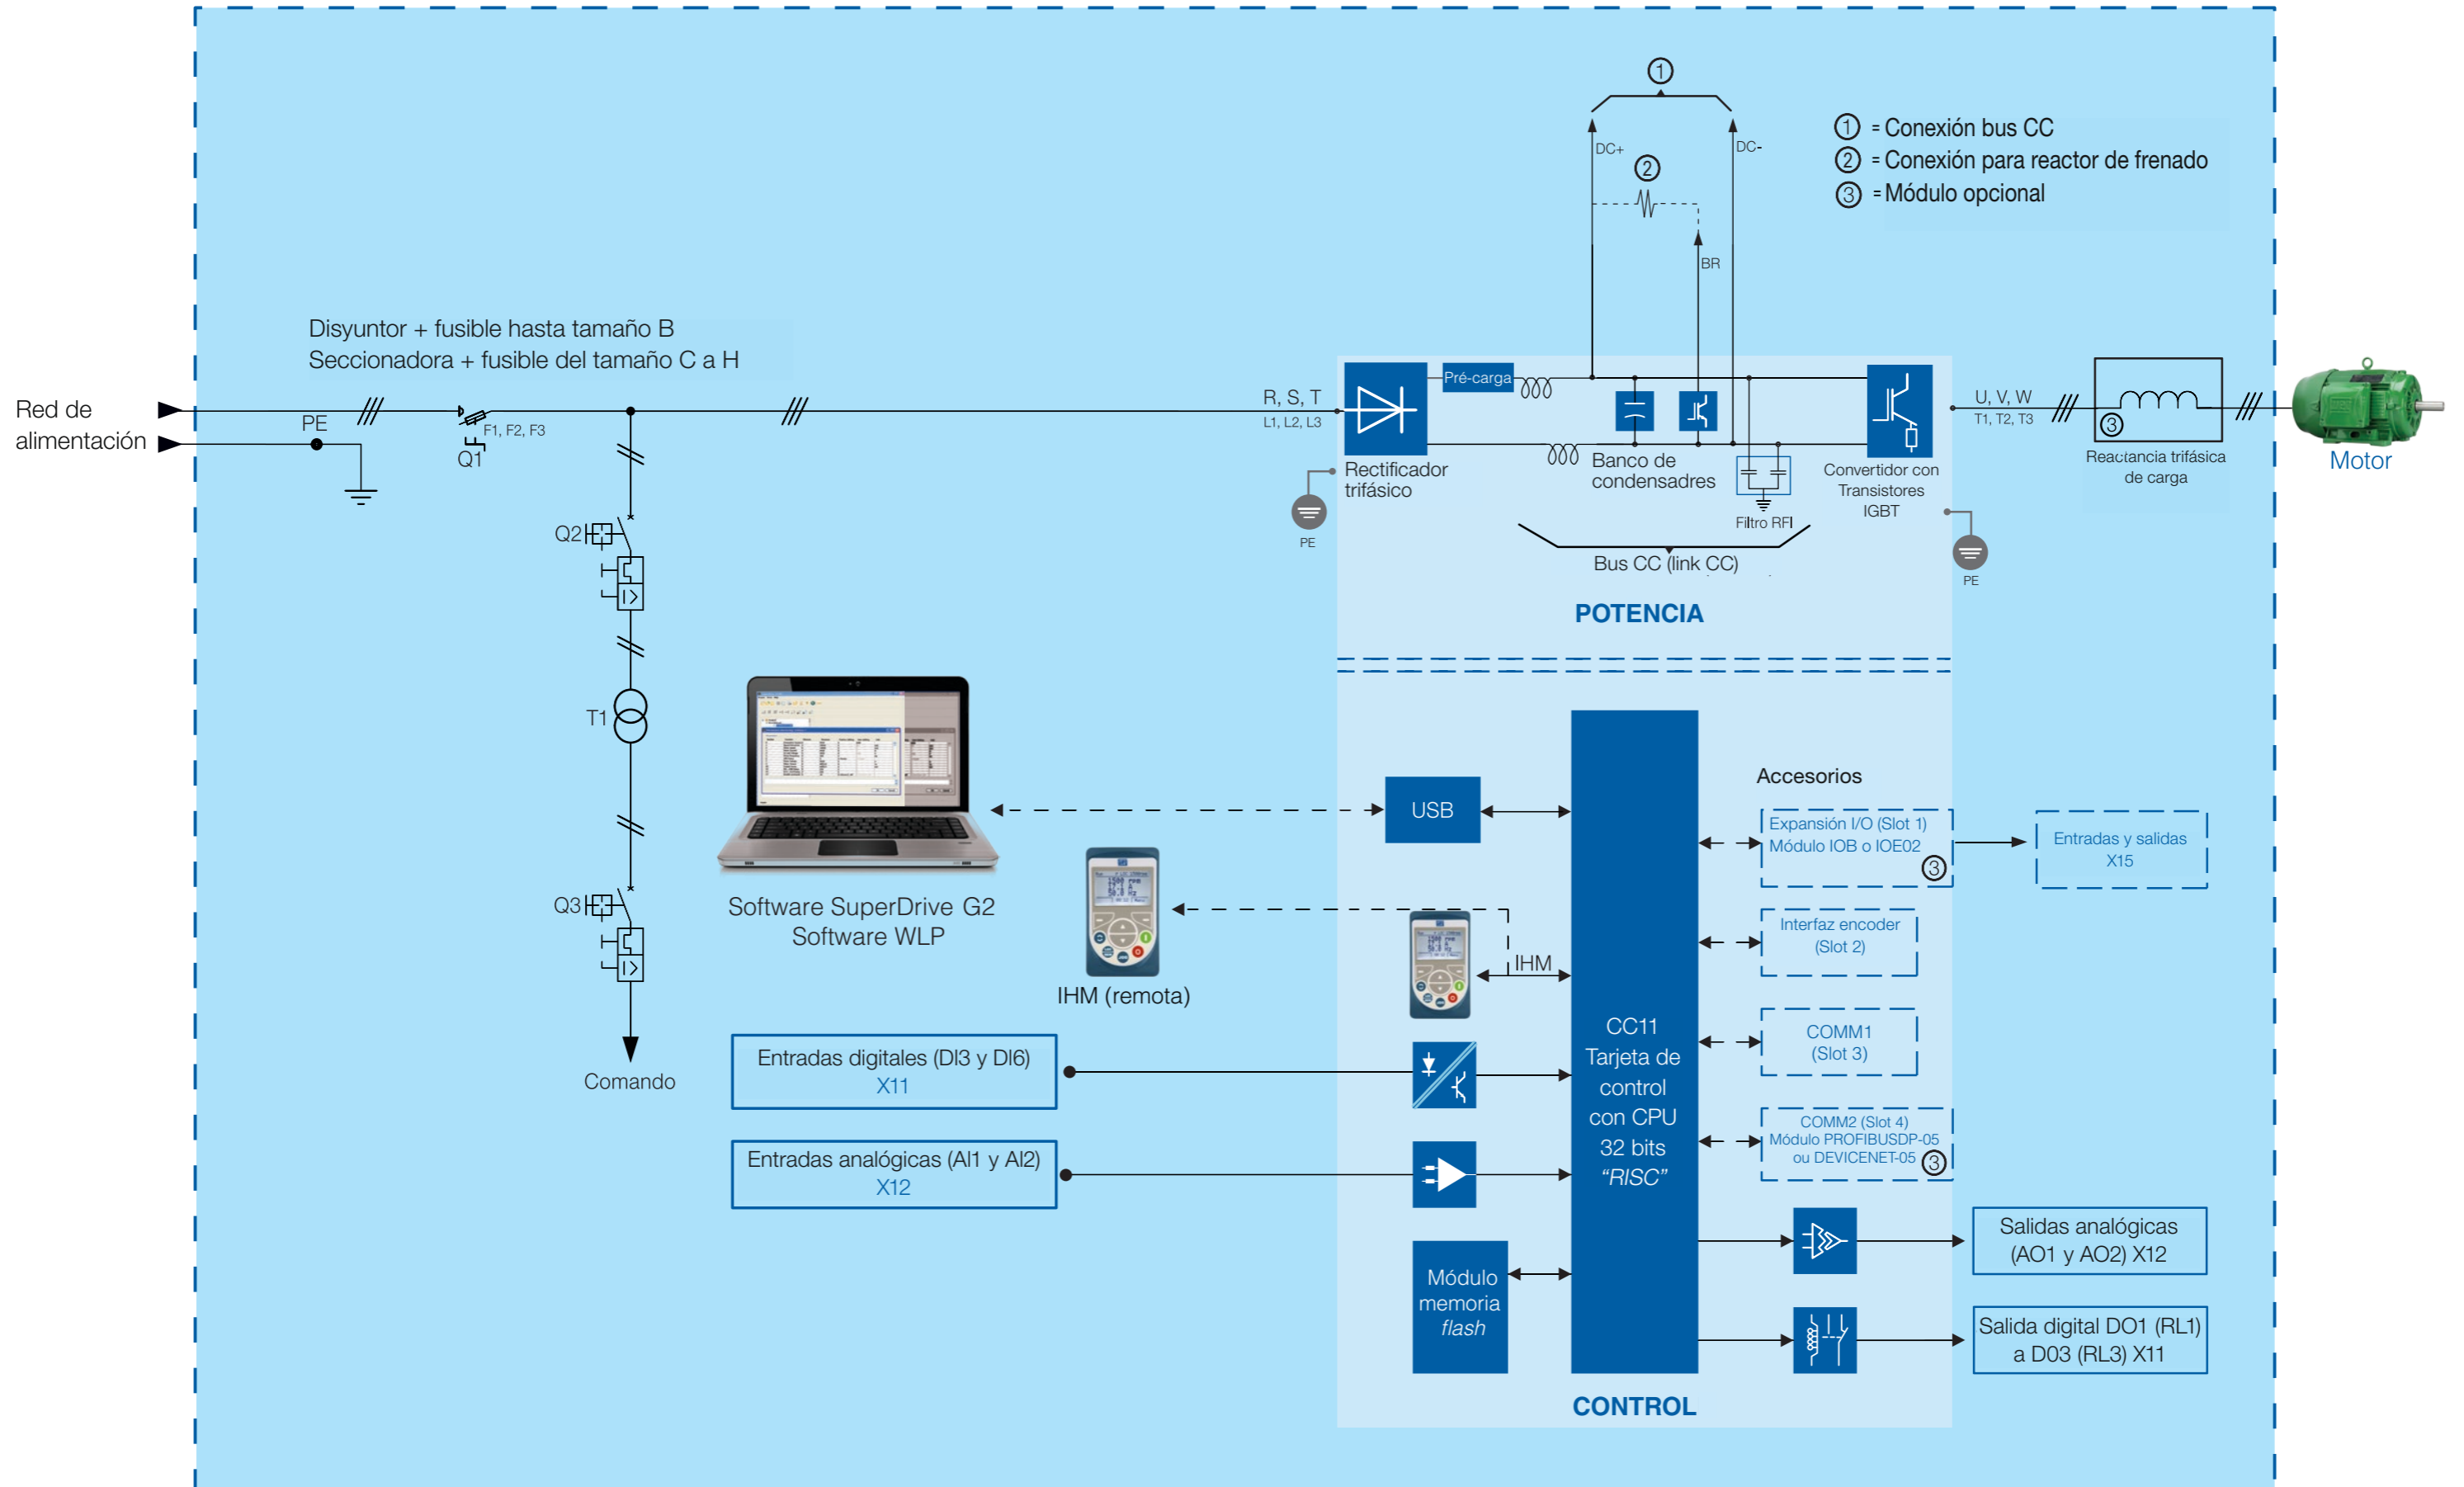 1
DC+
DC-
2
BR
1 = Conexión bus CC
2 = Conexión para reactor de frenado
3 = Módulo opcional
Disyuntor + fusible hasta tamaño B
Seccionadora + fusible del tamaño C a H
Red de
alimentación
PE
F1, F2, F3
Q1
R, S, T
L1, L2, L3
Pré-carga
Rectificador
trifásico
PE
Banco de
condensadres
Filtro RFI
Convertidor con
Transistores
IGBT
PE
Bus CC (link CC)
POTENCIA
U, V, W
T1, T2, T3
3
Reactancia trifásica
de carga
Motor
Q2
T1
Q3
Comando
Software SuperDrive G2
Software WLP
IHM (remota)
USB
IHM
Entradas digitales (DI3 y DI6)
X11
Entradas analógicas (AI1 y AI2)
X12
Módulo
memoria
flash
CC11
Tarjeta de
control
con CPU
32 bits
“RISC”
Accesorios
Expansión I/O (Slot 1)
Módulo IOB o IOE02
3
Entradas y salidas
X15
Interfaz encoder
(Slot 2)
COMM1
(Slot 3)
COMM2 (Slot 4)
Módulo PROFIBUSDP-05
ou DEVICENET-05 3
Salidas analógicas
(AO1 y AO2) X12
Salida digital DO1 (RL1)
a D03 (RL3) X11
CONTROL